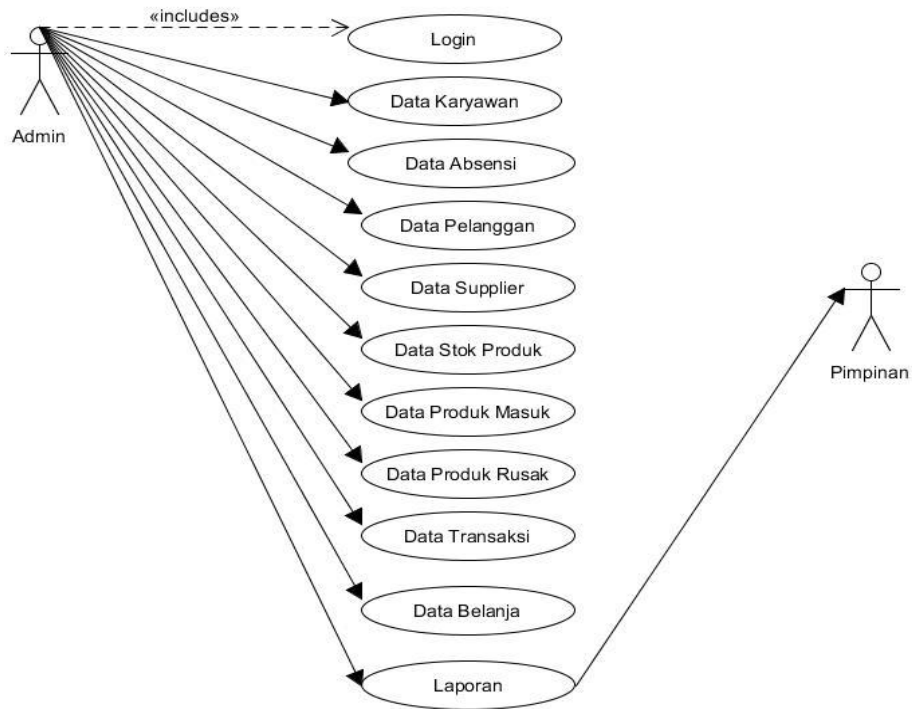 «includes»
Login
Admin
Data Karyawan
Data Absensi
Data Pelanggan
Data Supplier
Data Stok Produk
Pimpinan
Data Produk Masuk
Data Produk Rusak
Data Transaksi
Data Belanja
Laporan